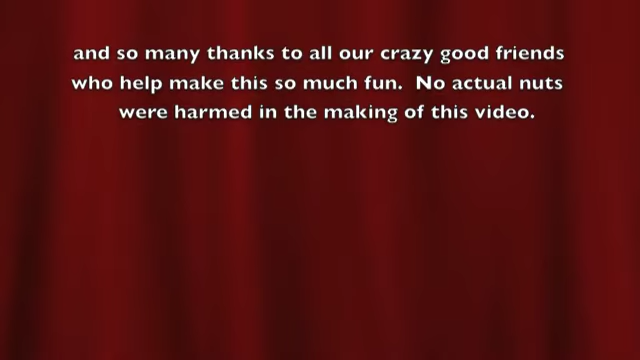 and so many thanks to all our crazy good friends
who help make this so much fun.  No actual nuts
were harmed in the making of this video.